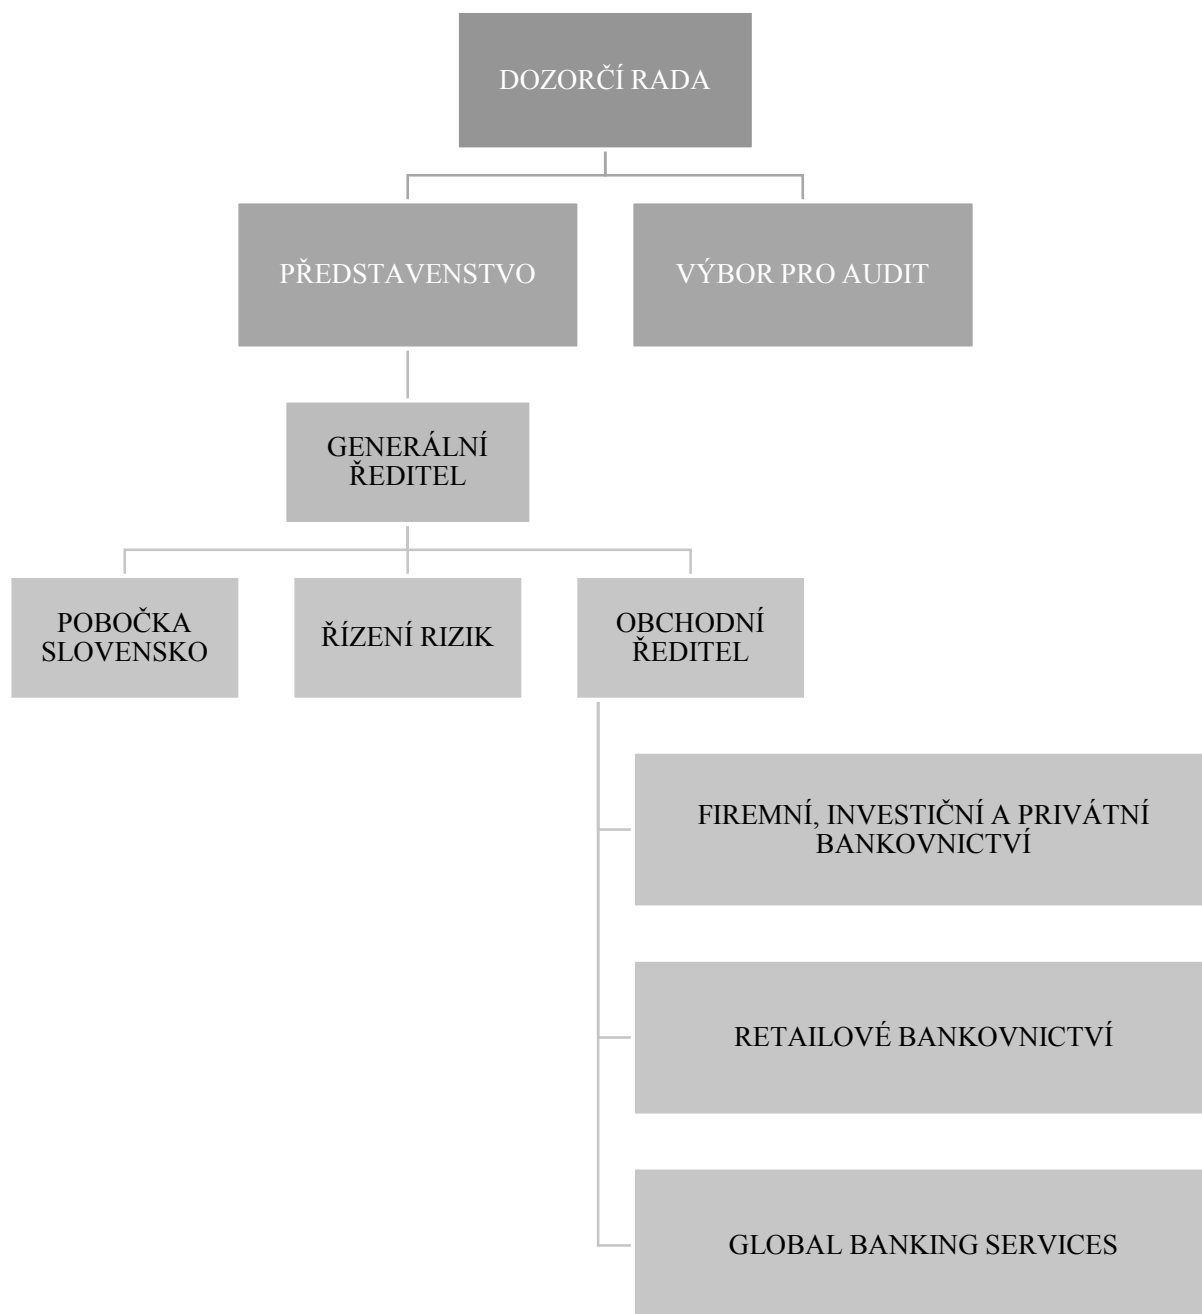 DOZORČÍ RADA
PŘEDSTAVENSTVO
VÝBOR PRO AUDIT
GENERÁLNÍ
ŘEDITEL
POBOČKA
SLOVENSKO
ŘÍZENÍ RIZIK
OBCHODNÍ
ŘEDITEL
FIREMNÍ, INVESTIČNÍ A PRIVÁTNÍ
BANKOVNICTVÍ
RETAILOVÉ BANKOVNICTVÍ
GLOBAL BANKING SERVICES